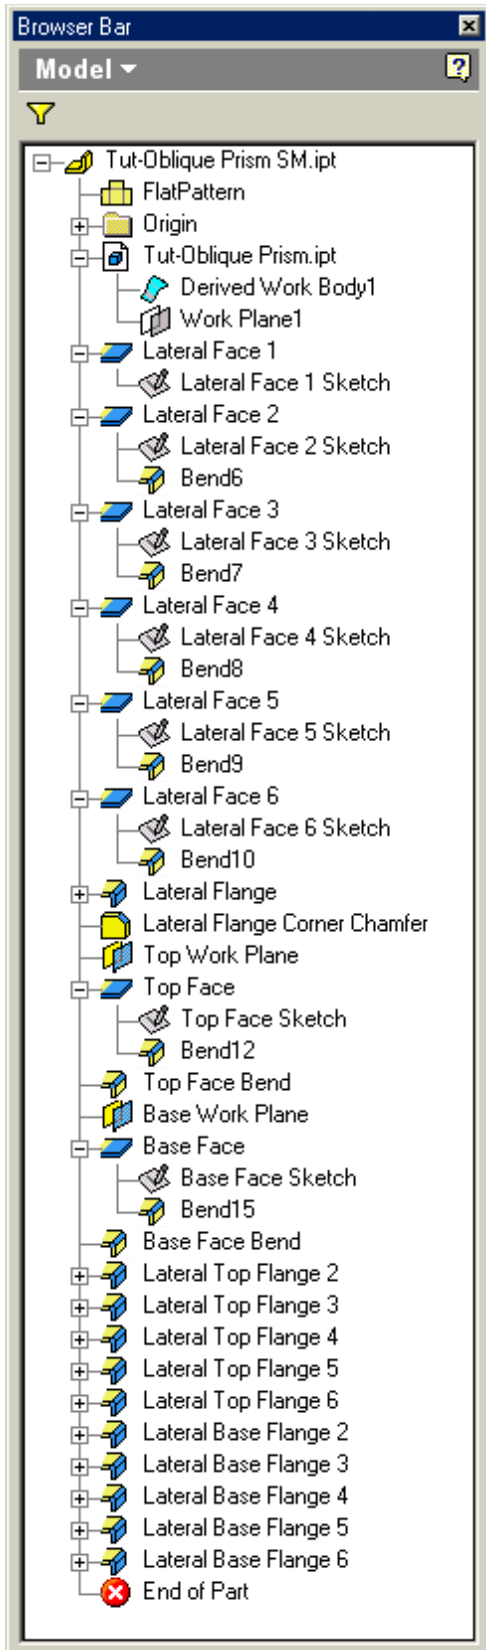 Browser Bar
Model
Tut-Oblique Prism SM.ipt
FlatPattern
Origin
Tut-Oblique Prism.ipt
Derived Work Body1
Work Plane1
Lateral Face 1
Lateral Face 1 Sketch
Lateral Face 2
Lateral Face 2 Sketch
Bend6
Lateral Face 3
Lateral Face 3 Sketch
Bend7
Lateral Face 4
Lateral Face 4 Sketch
Bend8
Lateral Face 5
Lateral Face 5 Sketch
Bend9
Lateral Face 6
Lateral Face 6 Sketch
Bend10
Lateral Flange
Lateral Flange Corner Chamfer
Top Work Plane
Top Face
Top Face Sketch
Bend12
Top Face Bend
Base Work Plane
Base Face
Base Face Sketch
Bend15
Base Face Bend
Lateral Top Flange 2
Lateral Top Flange 3
Lateral Top Flange 4
Lateral Top Flange 5
Lateral Top Flange 6
Lateral Base Flange 2
Lateral Base Flange 3
Lateral Base Flange 4
Lateral Base Flange 5
Lateral Base Flange 6
End of Part